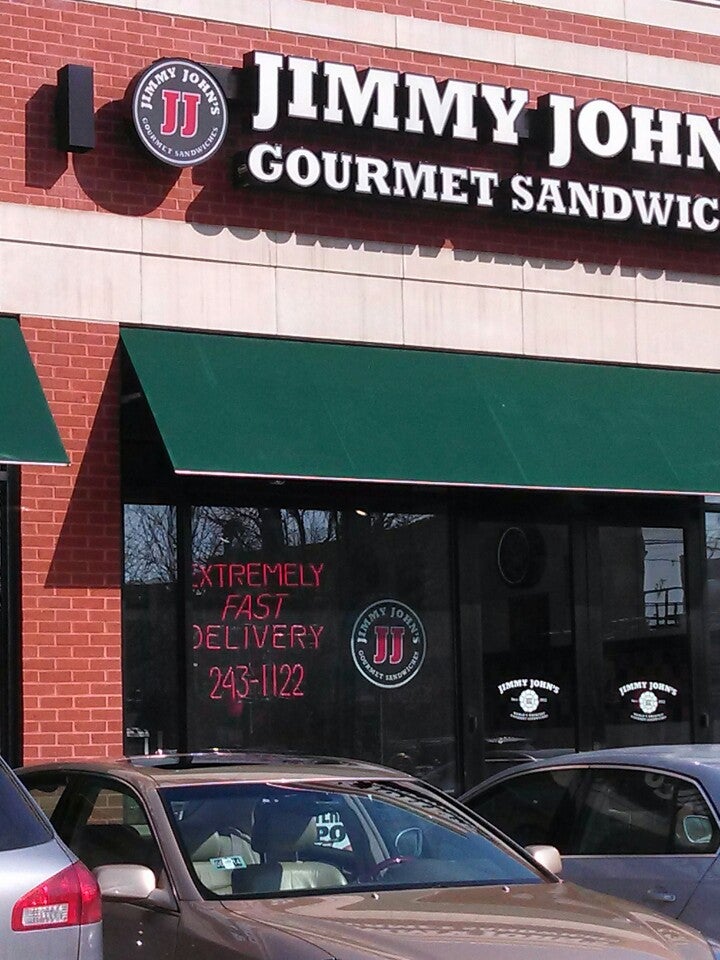 JIMMY JOHN'S
JJ
GOURMET SANDWICHES
JIMMY JOHN
GOURMET SANDWIC
EXTREMELY
FAST
DELIVERY
243-1122
JIMMY JOHN'S
JJ
GOURMET SANDWICHES
JIMMY JOHN'S
JIMMY JOHN'S
PO